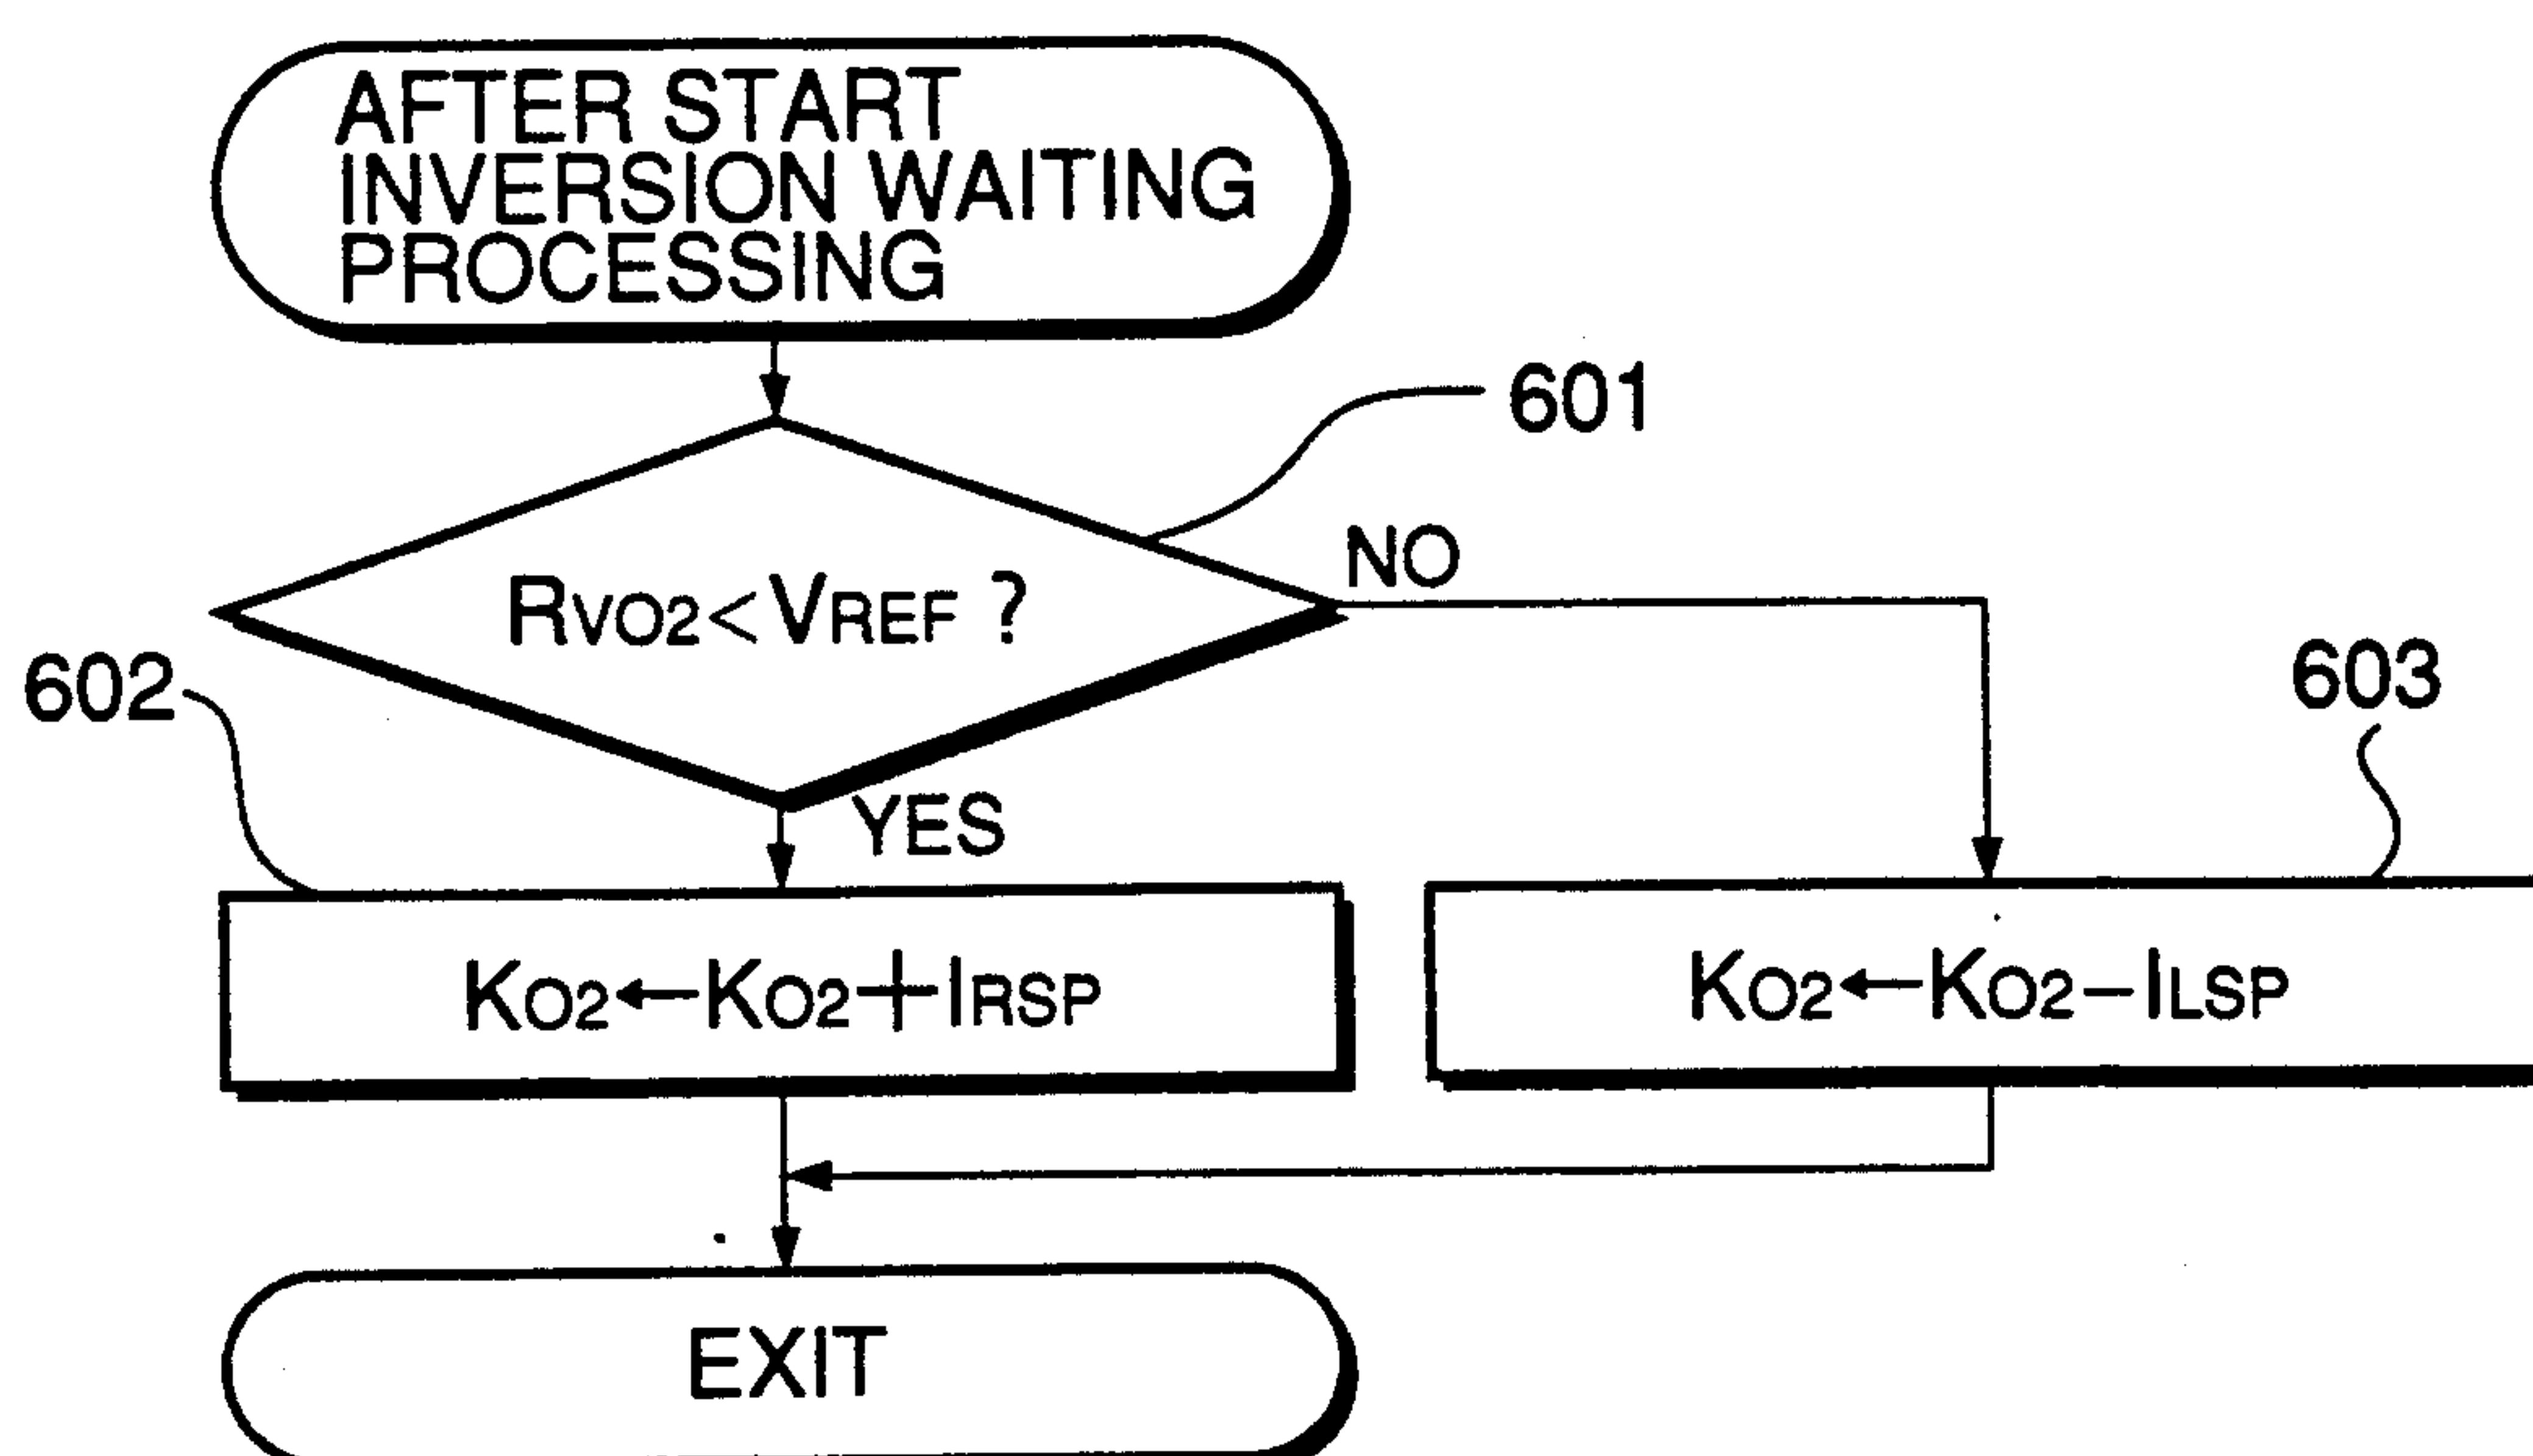 AFTER START
INVERSION WAITING
PROCESSING
601
RVO2<VREF ?
NO
602
603
YES
KO2←KO2+IRSP
KO2←KO2−ILSP
EXIT